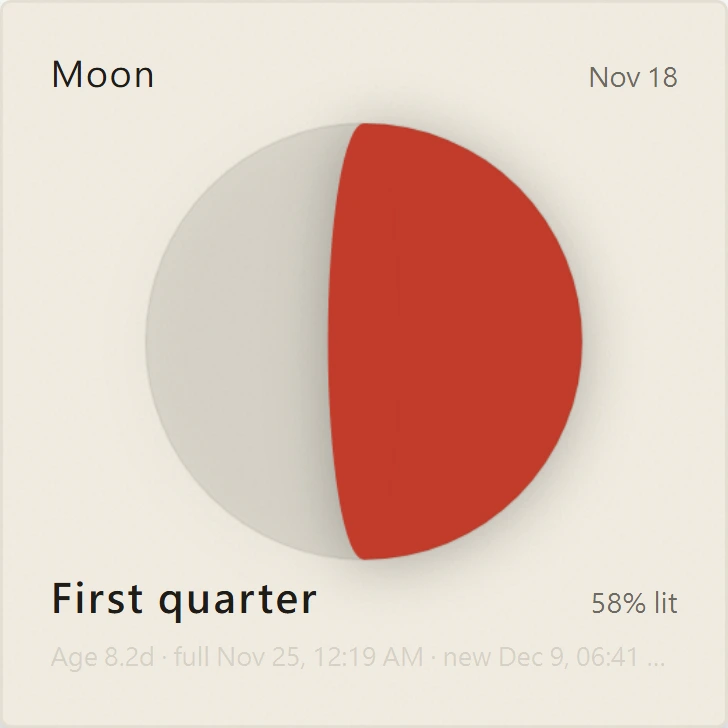 Moon
Nov 18
First quarter
58% lit
Age 8.2d · full Nov 25, 12:19 AM · new Dec 9, 06:41 ...